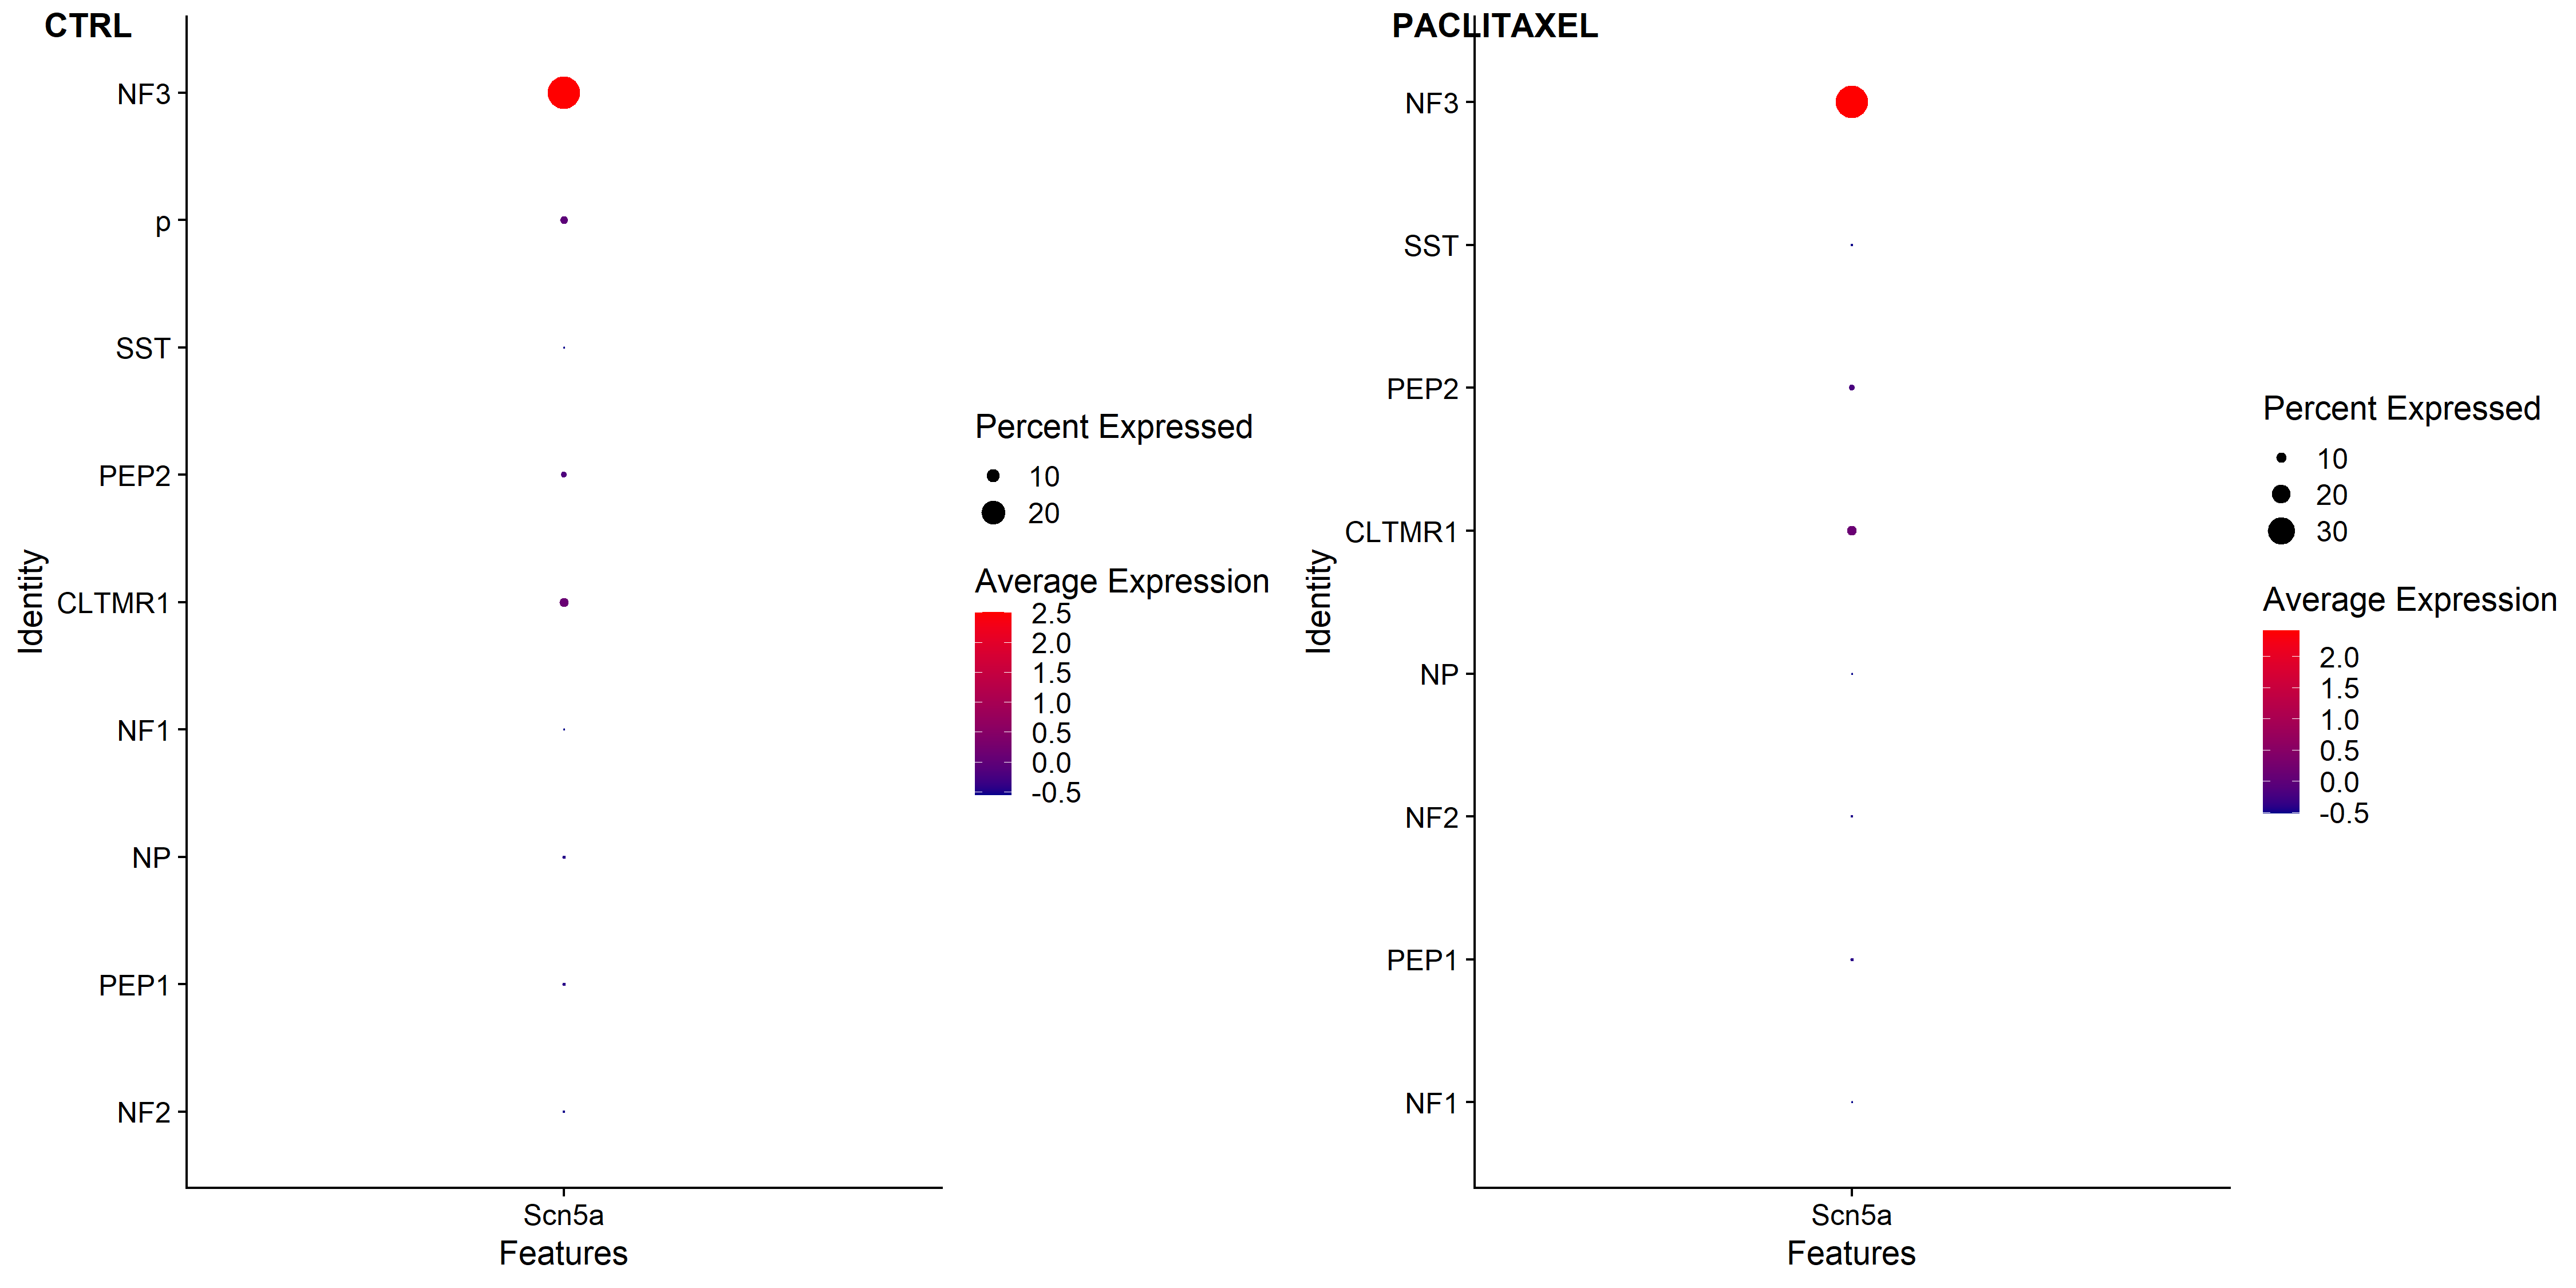 CTRL
NF3
p
SST
PEP2
CLTMR1
NF1
NP
PEP1
NF2
Identity
Scn5a
Features
Percent Expressed
10
20
Average Expression
2.5
2.0
1.5
1.0
0.5
0.0
-0.5
PACLITAXEL
NF3
SST
PEP2
CLTMR1
NP
NF2
PEP1
NF1
Identity
Scn5a
Features
Percent Expressed
10
20
30
Average Expression
2.0
1.5
1.0
0.5
0.0
-0.5